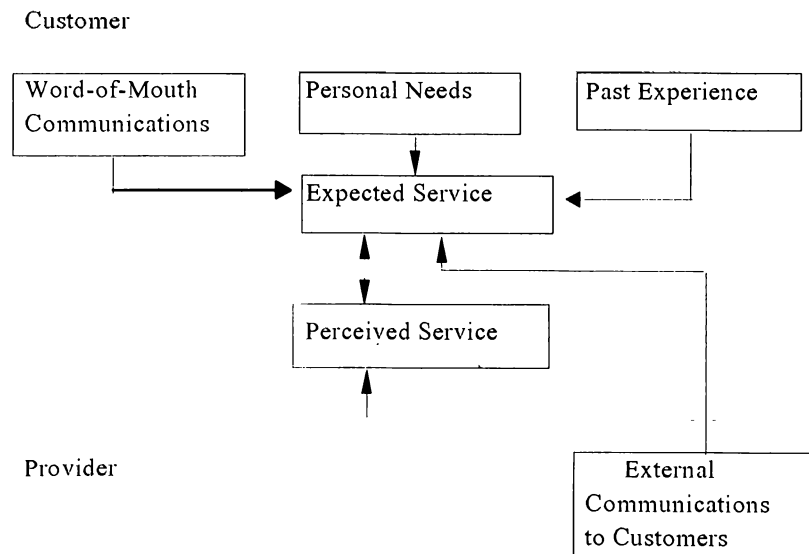 Customer
Word-of-Mouth
Communications
Personal Needs
Past Experience
Expected Service
Perceived Service
Provider
External
Communications
to Customers